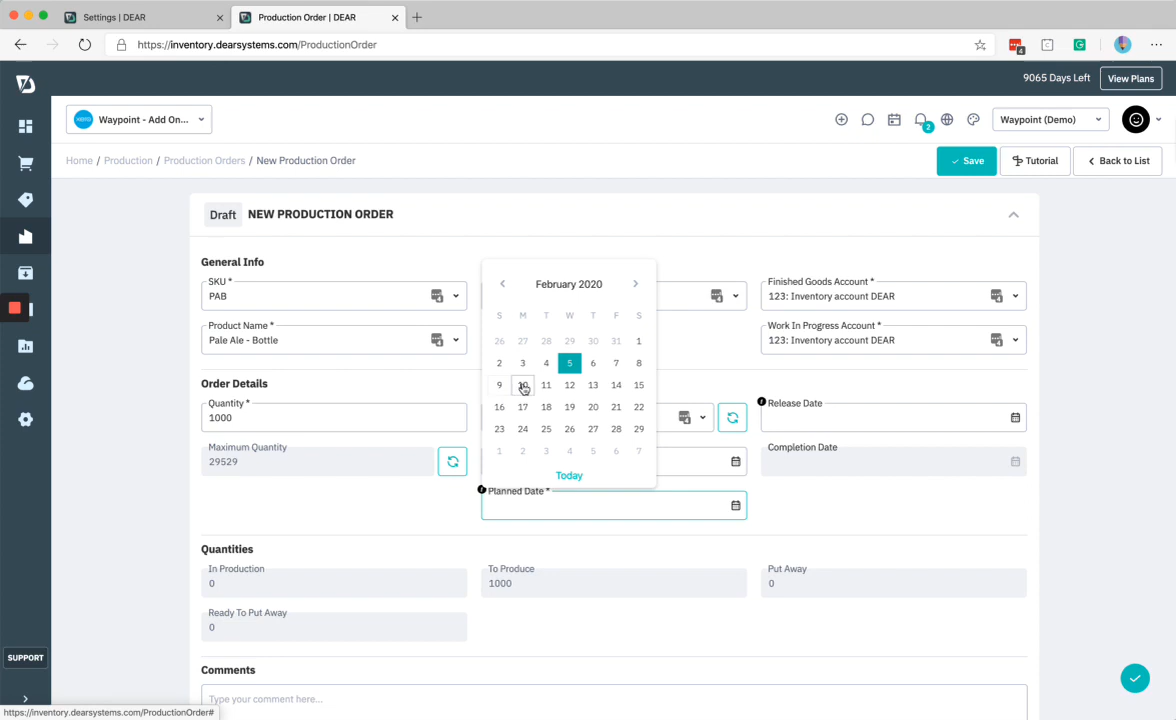 Settings | DEAR
Production Order | DEAR
https://inventory.dearsystems.com/ProductionOrder
4
9065 Days Left
View Plans
xero
Waypoint - Add On...
2
Waypoint (Demo)
Home / Production / Production Orders / New Production Order
Save
Tutorial
Back to List
Draft
NEW PRODUCTION ORDER
General Info
SKU *
PAB
Finished Goods Account *
123: Inventory account DEAR
Product Name *
Pale Ale - Bottle
Work In Progress Account *
123: Inventory account DEAR
February 2020
S M T W T F S
26 27 28 29 30 31 1
2 3 4 5 6 7 8
9 10 11 12 13 14 15
16 17 18 19 20 21 22
23 24 25 26 27 28 29
1 2 3 4 5 6 7
Today
Order Details
Quantity *
1000
Release Date
Maximum Quantity
29529
Completion Date
Planned Date *
Quantities
In Production
0
To Produce
1000
Put Away
0
Ready To Put Away
0
Comments
Type your comment here...
SUPPORT
https://inventory.dearsystems.com/ProductionOrder#